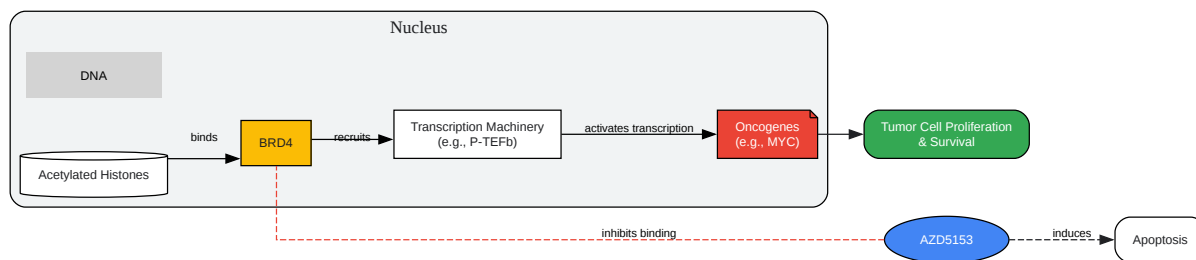 Nucleus
DNA
binds
BRD4
recruits
Transcription Machinery
(e.g., P-TEFb)
activates transcription
Oncogenes
(e.g., MYC)
Tumor Cell Proliferation
& Survival
Acetylated Histones
inhibits binding
AZD5153
induces
Apoptosis